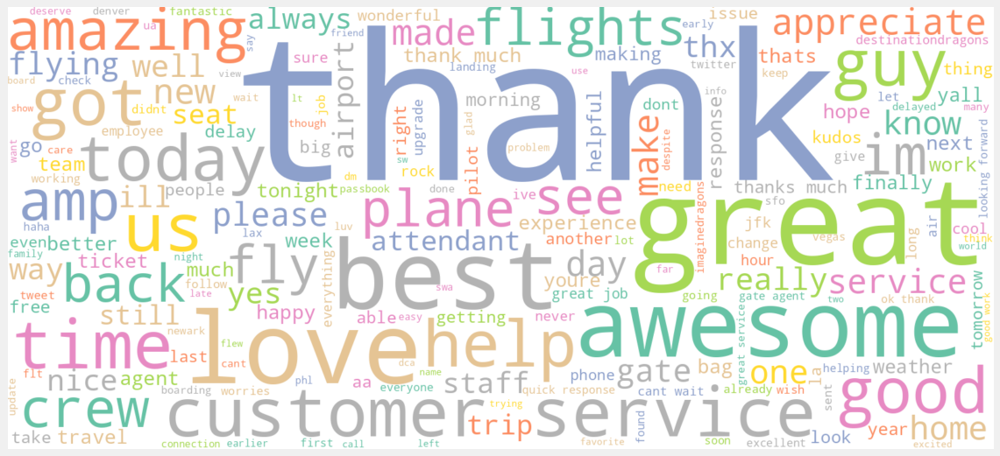 deserve
denver
fantastic
ua
amazing
say
always
friend
wonderful
made
flights
early
issue
appreciate
destinationdragons
flying
well
board
check
view
sure
airport
thank much
landing
making
thx
twitter
thats
keep
guy
thing
thank
use
got
new
didnt
seat
wait
lt
job
though
right
upgrade
morning
glad
helpful
dont
info
response
hope
let
yall
delayed
many
know
show
want
go
care
employee
delay
big
team
working
today
people
tonight
dm
passbook
rock
sw
pilot
done
problem
make
despite
need
kudos
give
im
next
work
looking forward
thanks much
finally
amp
ill
us
please
plane
ive
see
experience
imaginedragons
great
sfo
jfk
change
hour
vegas
long
air
cool
think
world
haha
even
better
family
night
lax
week
luv
attendant
another
lot
way
ticket
much
follow
fly
everything
best
swa
day
youre
far
really
service
tomorrow
tweet
late
back
yes
great job
going
gate agent
two
ok thank
good work
free
still
happy
able
easy
getting
never
awesome
great service
time
newark
last
flew
cant
love
dca
name
help
flt
nice
agent
update
boarding
worries
phl
aa
everyone
staff
quick response
phone
gate
cant wait
bag
already
one
wish
la
helping
weather
sent
good
crew
customer service
trying
trip
found
excellent
look
year
home
take
travel
connection
earlier
first
call
left
favorite
soon
excited